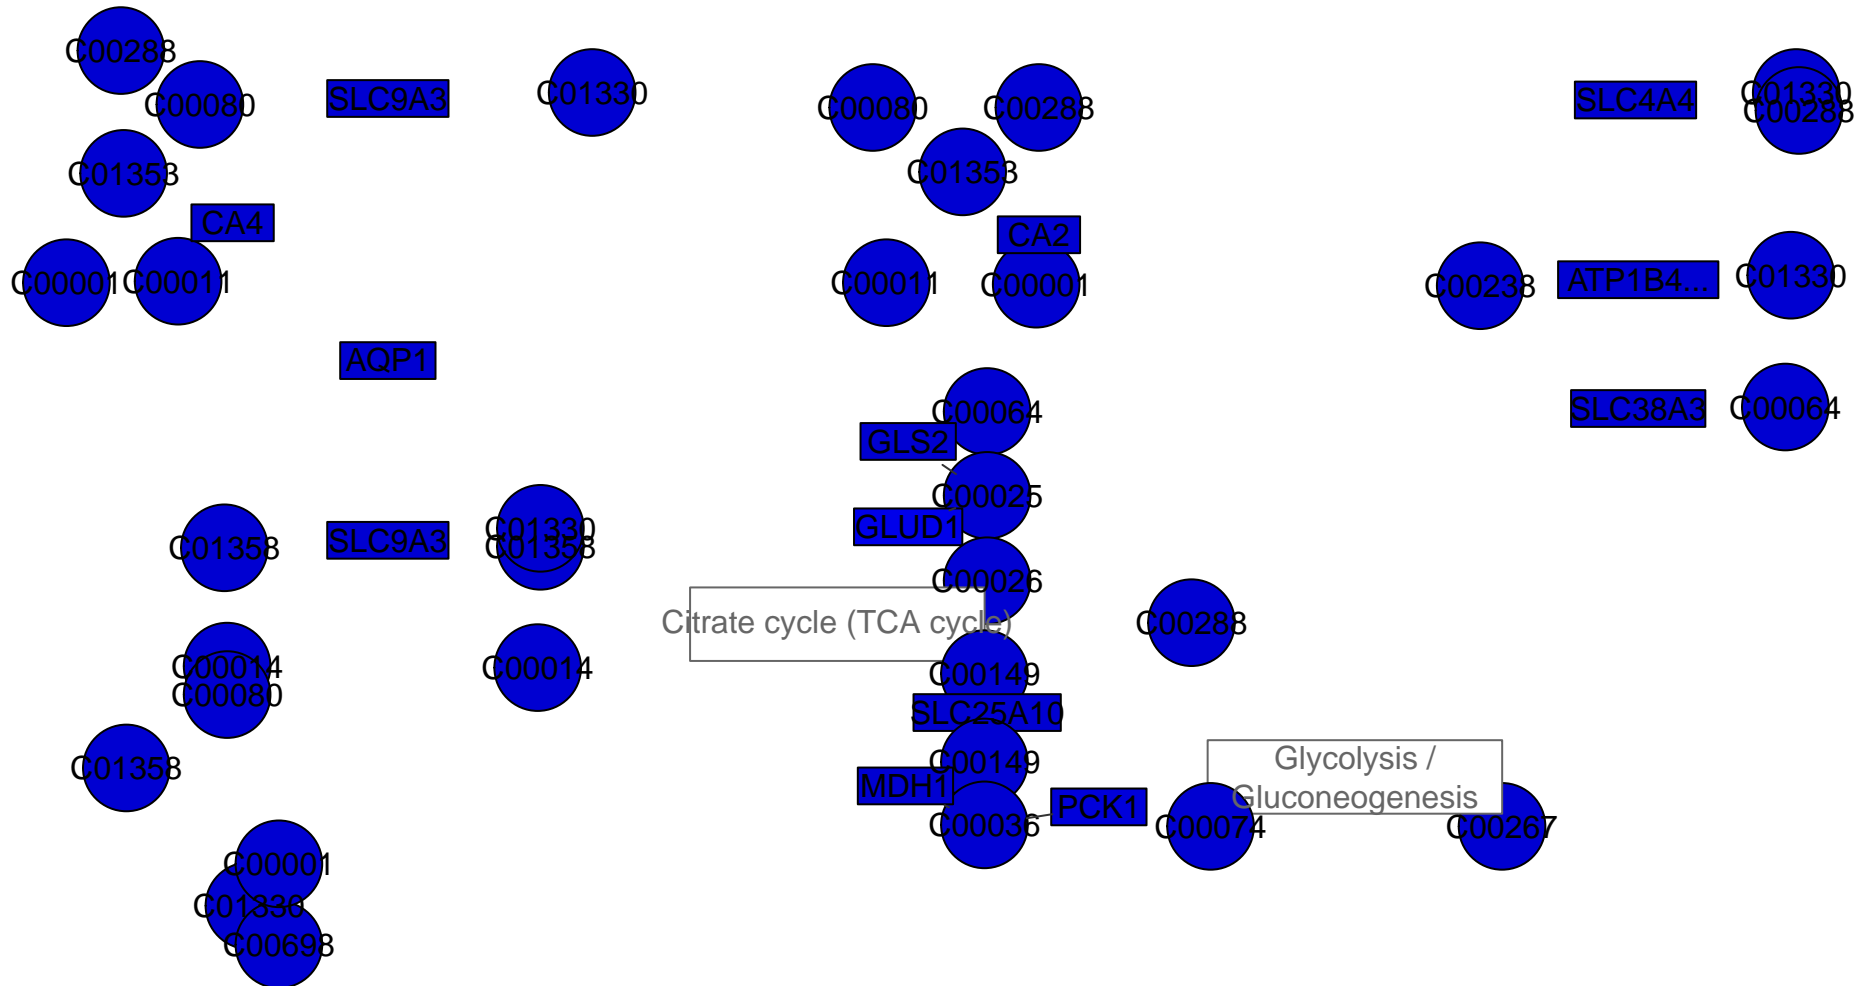 C00288
C00080
SLC9A3
C01330
C00080
C00288
SLC4A4
C01330
C00288
C01353
C01353
CA4
CA2
C00001
C00011
C00011
C00001
C00238
ATP1B4...
C01330
AQP1
C00064
GLS2
SLC38A3
C00064
C00025
GLUD1
C01358
SLC9A3
C01330
C01358
C00026
Citrate cycle (TCA cycle)
C00288
C00014
C00080
C00014
C00149
SLC25A10
C01358
C00149
MDH1
Glycolysis /
Gluconeogenesis
C00036
PCK1
C00074
C00267
C00001
C01330
C00698